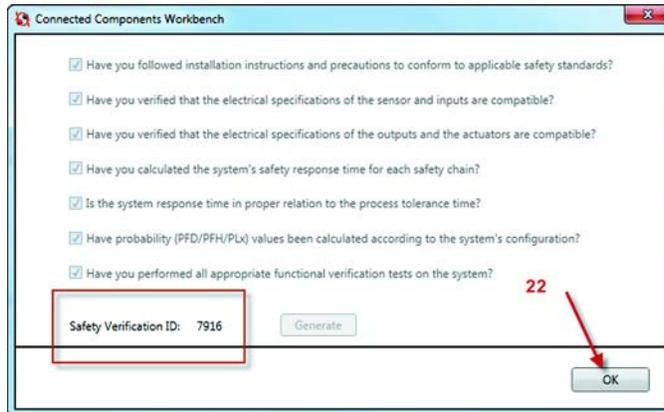 Connected Components Workbench
Have you followed installation instructions and precautions to conform to applicable safety standards?
Have you verified that the electrical specifications of the sensor and inputs are compatible?
Have you verified that the electrical specifications of the outputs and the actuators are compatible?
Have you calculated the system's safety response time for each safety chain?
Is the system response time in proper relation to the process tolerance time?
Have probability (PFD/PFH/PLx) values been calculated according to the system's configuration?
Have you performed all appropriate functional verification tests on the system?
22
Safety Verification ID: 7916 Generate
OK